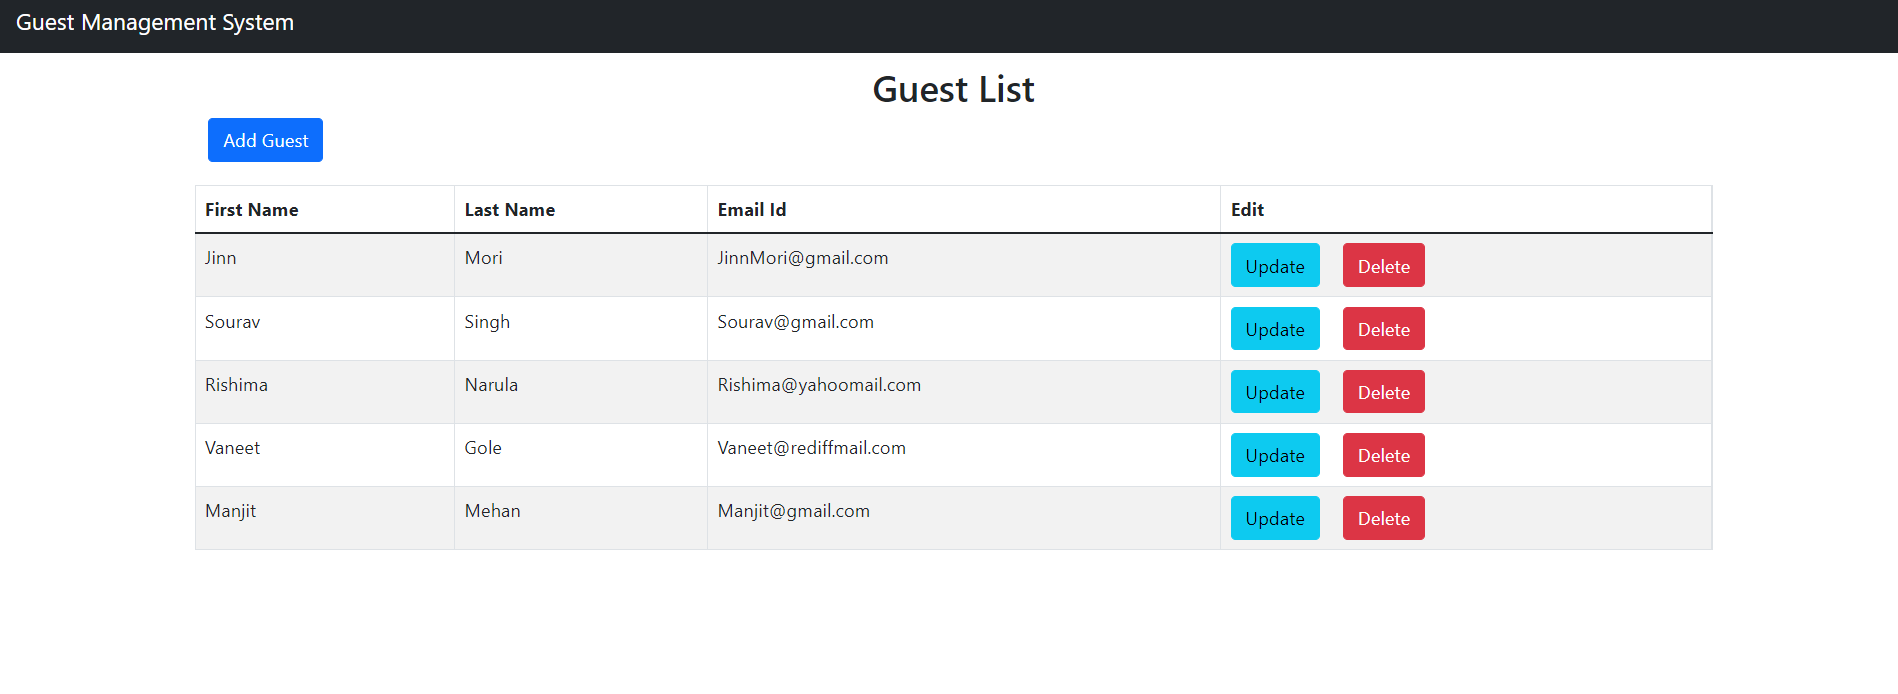 Guest Management System
Guest List
Add Guest
First Name Last Name Email Id Edit
Jinn Mori JinnMori@gmail.com Update Delete
Sourav Singh Sourav@gmail.com Update Delete
Rishima Narula Rishima@yahoomail.com Update Delete
Vaneet Gole Vaneet@rediffmail.com Update Delete
Manjit Mehan Manjit@gmail.com Update Delete